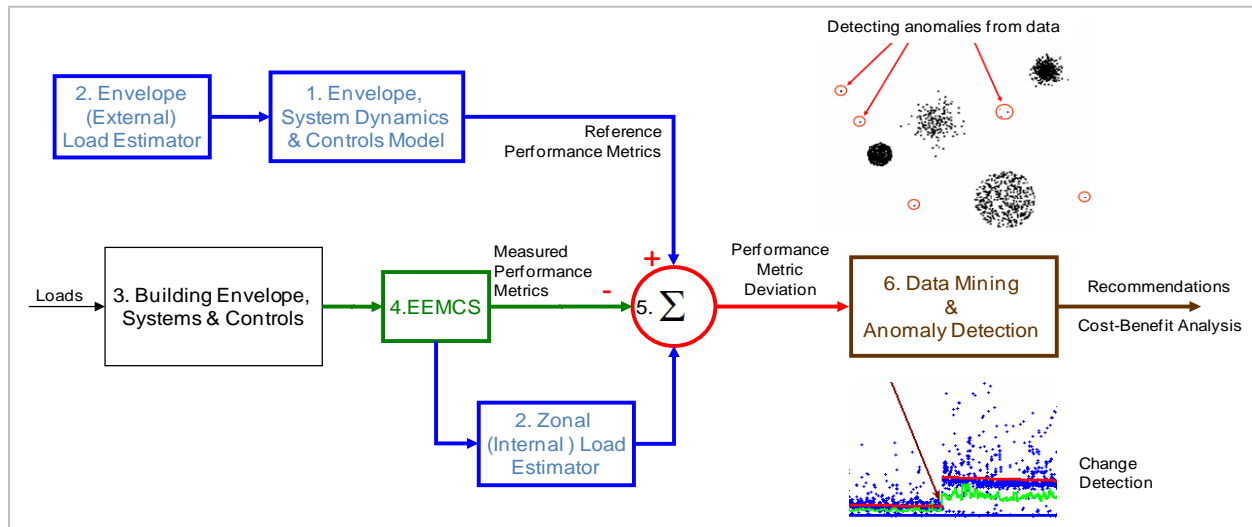 Detecting anomalies from data
2. Envelope
(External)
Load Estimator
1. Envelope,
System Dynamics
& Controls Model
Reference
Performance Metrics
Loads
3. Building Envelope,
Systems & Controls
4.EEMCS
Measured
Performance
Metrics
+
-
5. Σ
Performance
Metric
Deviation
6. Data Mining
&
Anomaly Detection
Recommendations
Cost-Benefit Analysis
2. Zonal
(Internal ) Load
Estimator
Change
Detection